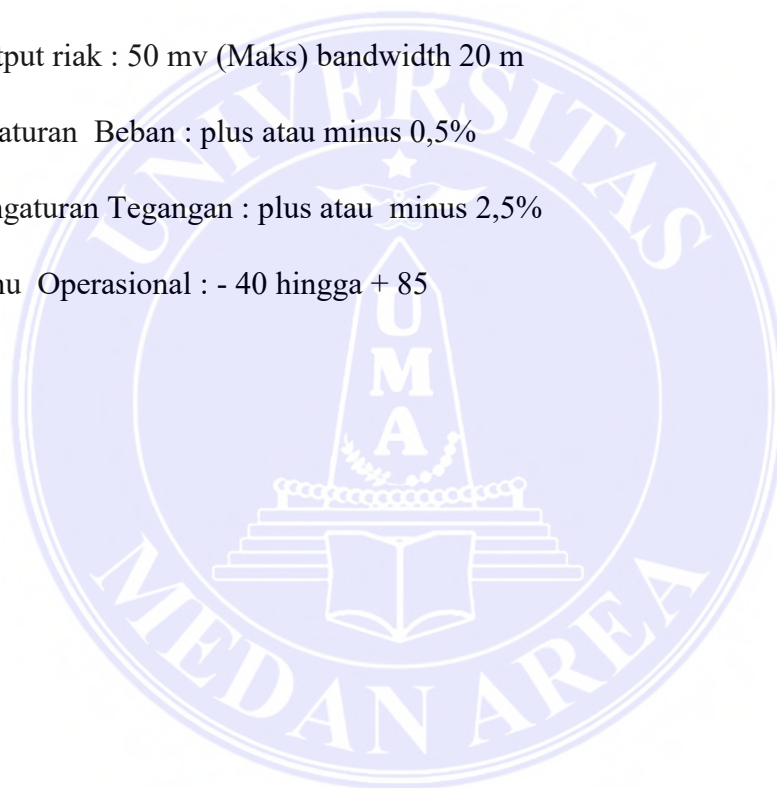 tput riak : 50 mv (Maks) bandwidth 20 m
aturan Beban : plus atau minus 0,5%
ngaturan Tegangan : plus atau minus 2,5%
u Operasional : - 40 hingga + 85
UNIVERSITAS
UMA
MEDAN AREA